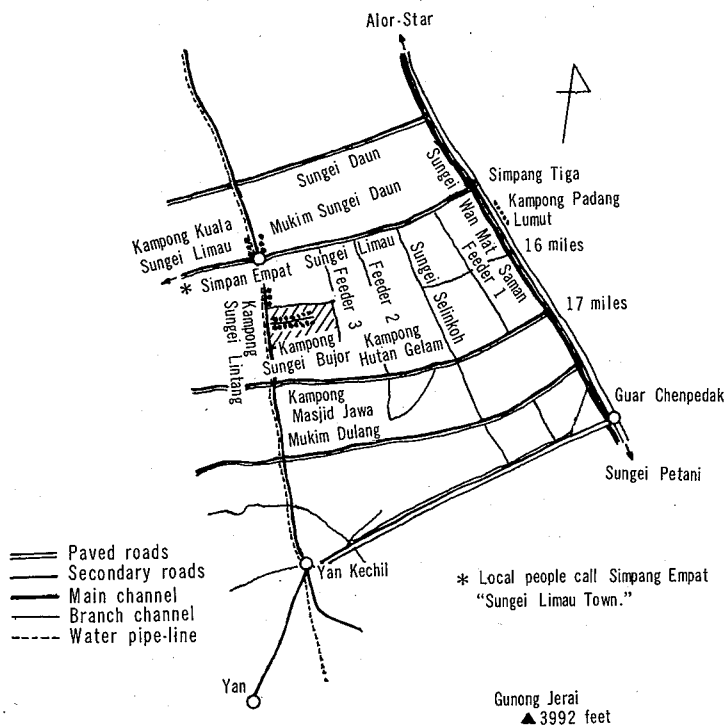 Alor-Star
Sungei Daun
Sungei
Wan Mat
Saman
Simpang Tiga
Kampong Padang
Lumut
Mukim Sungei Daun
Kampong Kuala
Sungei Limau
16 miles
* Simpan Empat
Sungei Limau
Feeder 3
Feeder 2
Sungei
Selinkoh
Feeder 1
17 miles
Kampong
Sungei Lintang
Kampong
Sungei Bujor
Kampong
Hutan Gelam
Kampong
Masjid Jawa
Mukim Dulang
Guar Chenpedak
Sungei Petani
Paved roads
Secondary roads
Main channel
Branch channel
Water pipe-line
Yan Kechil
* Local people call Simpang Empat
"Sungei Limau Town."
Yan
Gunong Jerai
▲ 3992 feet